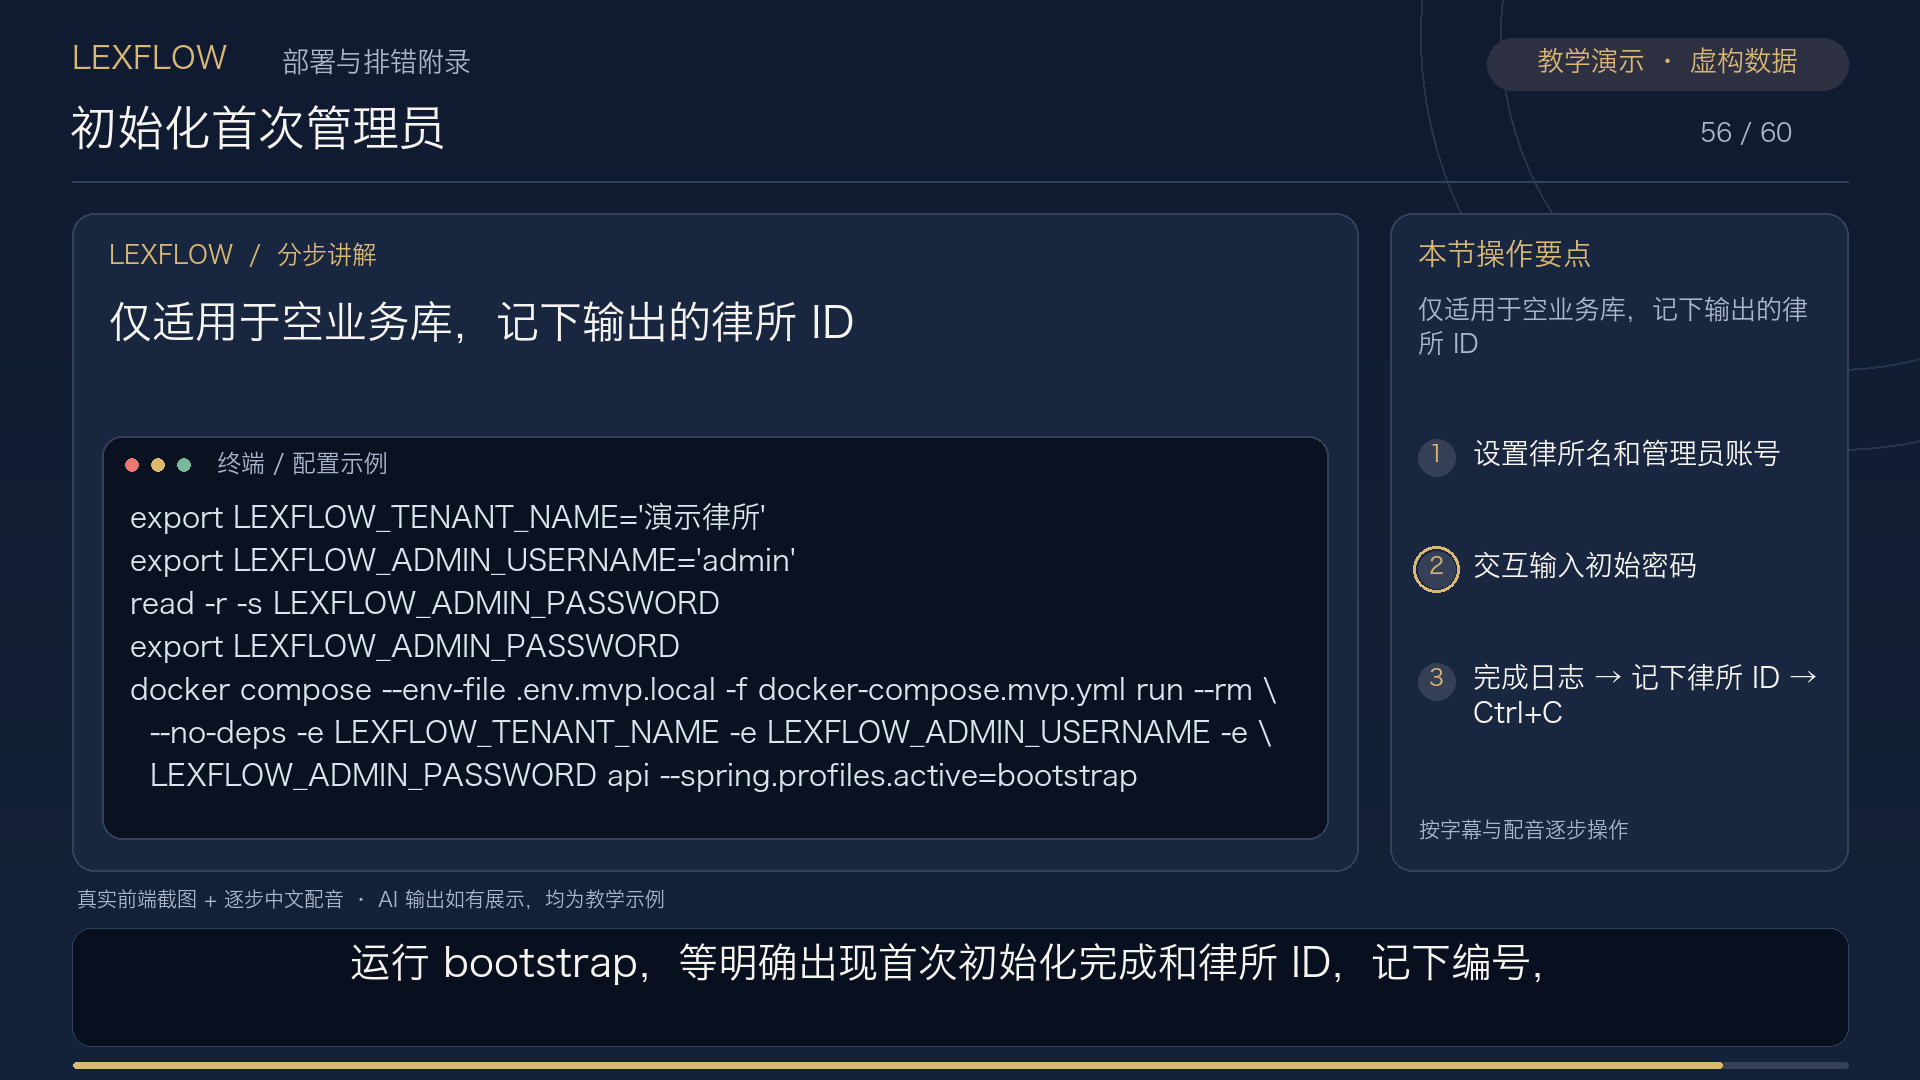 LEXFLOW 部署与排错附录
教学演示 · 虚构数据
初始化首次管理员
56 / 60
LEXFLOW / 分步讲解
仅适用于空业务库，记下输出的律所 ID
终端 / 配置示例
export LEXFLOW_TENANT_NAME='演示律所'
export LEXFLOW_ADMIN_USERNAME='admin'
read -r -s LEXFLOW_ADMIN_PASSWORD
export LEXFLOW_ADMIN_PASSWORD
docker compose --env-file .env.mvp.local -f docker-compose.mvp.yml run --rm \
--no-deps -e LEXFLOW_TENANT_NAME -e LEXFLOW_ADMIN_USERNAME -e \
LEXFLOW_ADMIN_PASSWORD api --spring.profiles.active=bootstrap
本节操作要点
仅适用于空业务库，记下输出的律
所 ID
1 设置律所名和管理员账号
2 交互输入初始密码
3 完成日志 → 记下律所 ID →
Ctrl+C
按字幕与配音逐步操作
真实前端截图 + 逐步中文配音 · AI 输出如有展示，均为教学示例
运行 bootstrap，等明确出现首次初始化完成和律所 ID，记下编号，